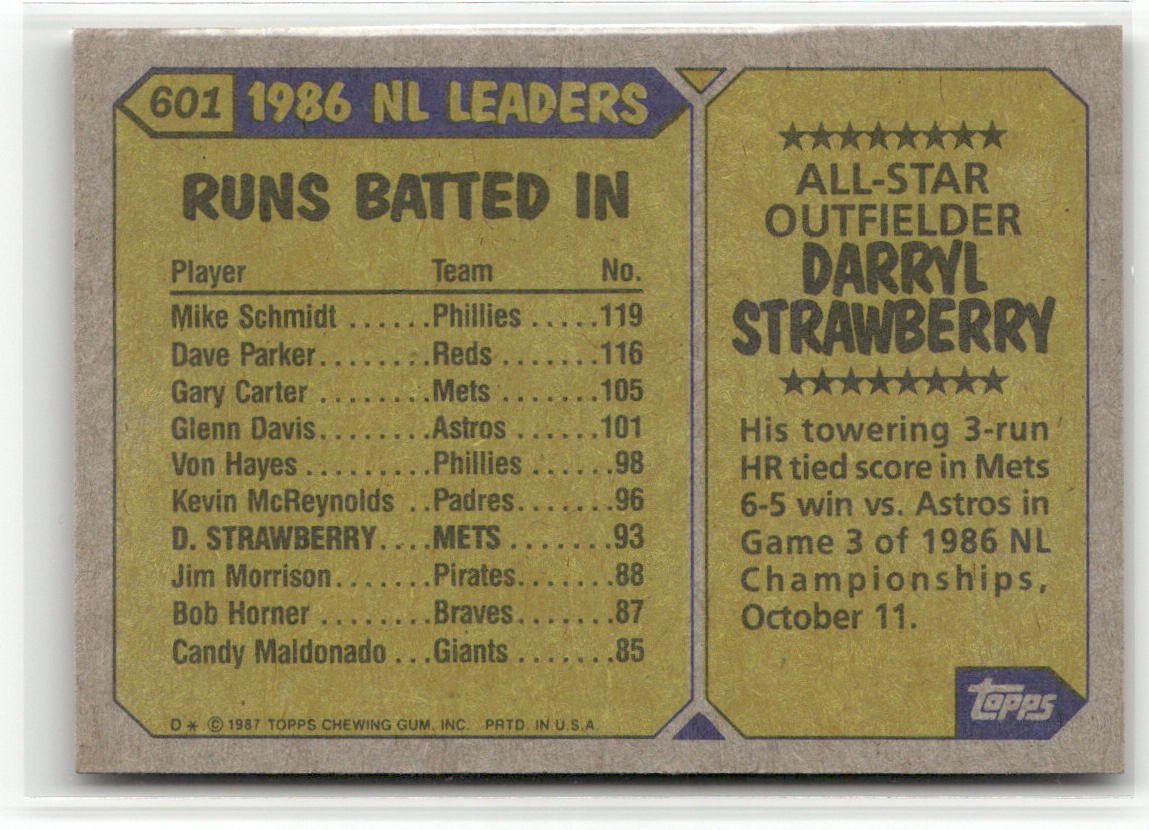 601 1986 NL LEADERS
RUNS BATTED IN
Player Team No.
Mike Schmidt ......Phillies .....119
Dave Parker........Reds .......116
Gary Carter ........Mets .......105
Glenn Davis........Astros ......101
Von Hayes .........Phillies ......98
Kevin McReynolds ..Padres.......96
D. STRAWBERRY....METS .......93
Jim Morrison.......Pirates.......88
Bob Horner ........Braves.......87
Candy Maldonado ...Giants .......85
D * © 1987 TOPPS CHEWING GUM, INC. PRTD. IN U.S.A.
★★★★★★★★
ALL-STAR
OUTFIELDER
DARRYL
STRAWBERRY
★★★★★★★★
His towering 3-run
HR tied score in Mets
6-5 win vs. Astros in
Game 3 of 1986 NL
Championships,
October 11.
topps